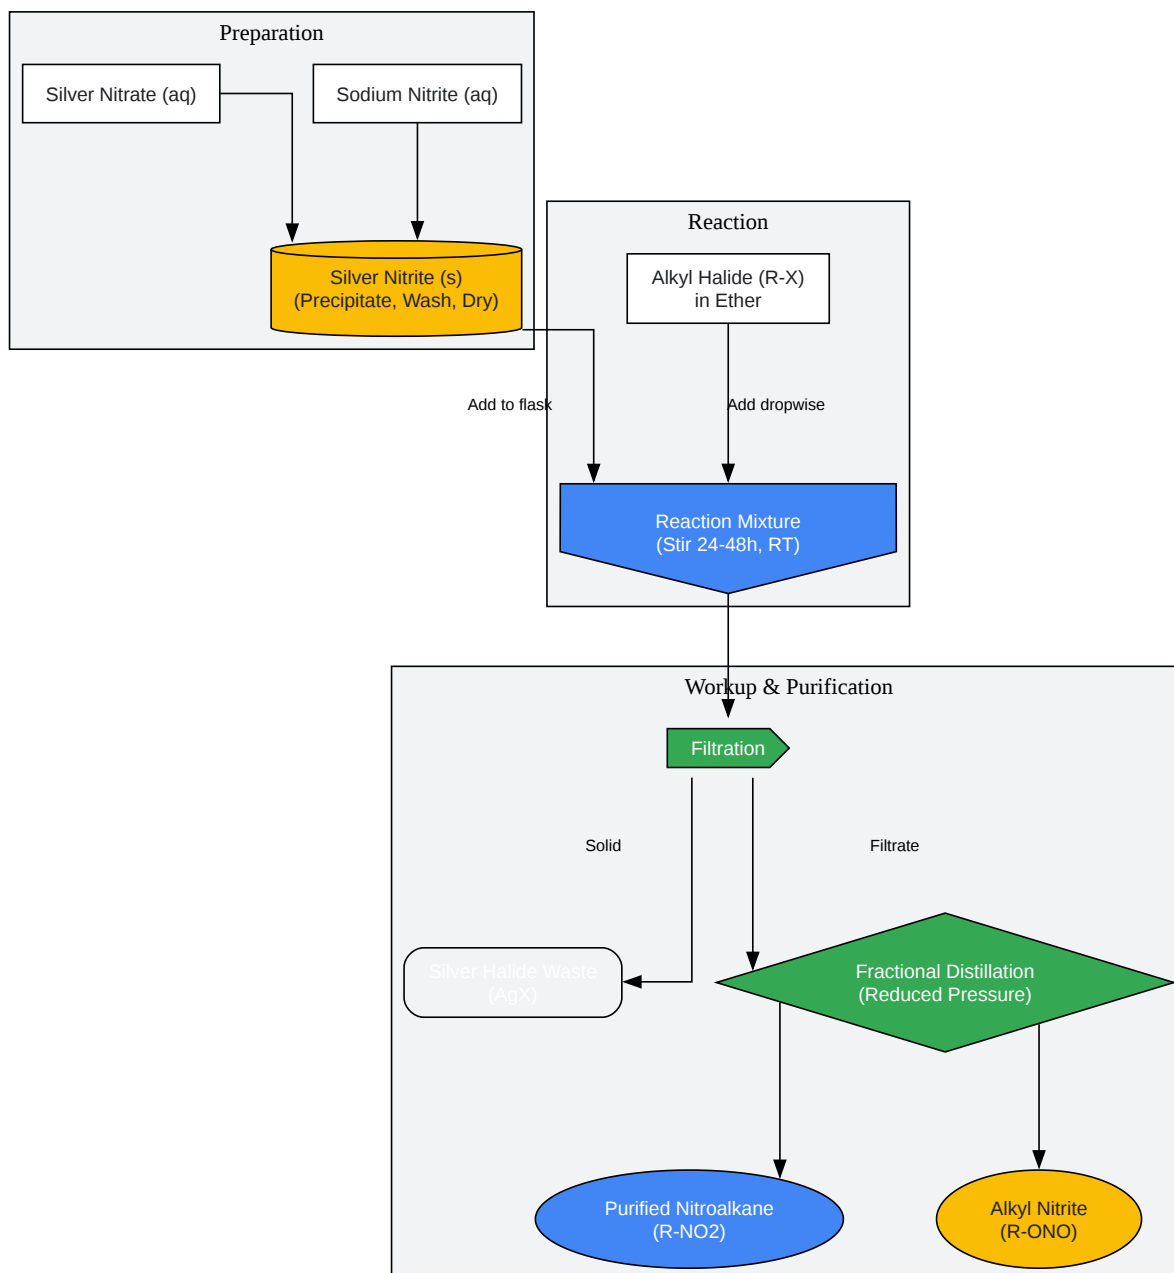 Preparation
Silver Nitrate (aq)
Sodium Nitrite (aq)
Silver Nitrite (s)
(Precipitate, Wash, Dry)
Reaction
Alkyl Halide (R-X)
in Ether
Add to flask
Add dropwise
Reaction Mixture
(Stir 24-48h, RT)
Workup & Purification
Filtration
Solid
Filtrate
Silver Halide Waste
(AgX)
Fractional Distillation
(Reduced Pressure)
Purified Nitroalkane
(R-NO2)
Alkyl Nitrite
(R-ONO)